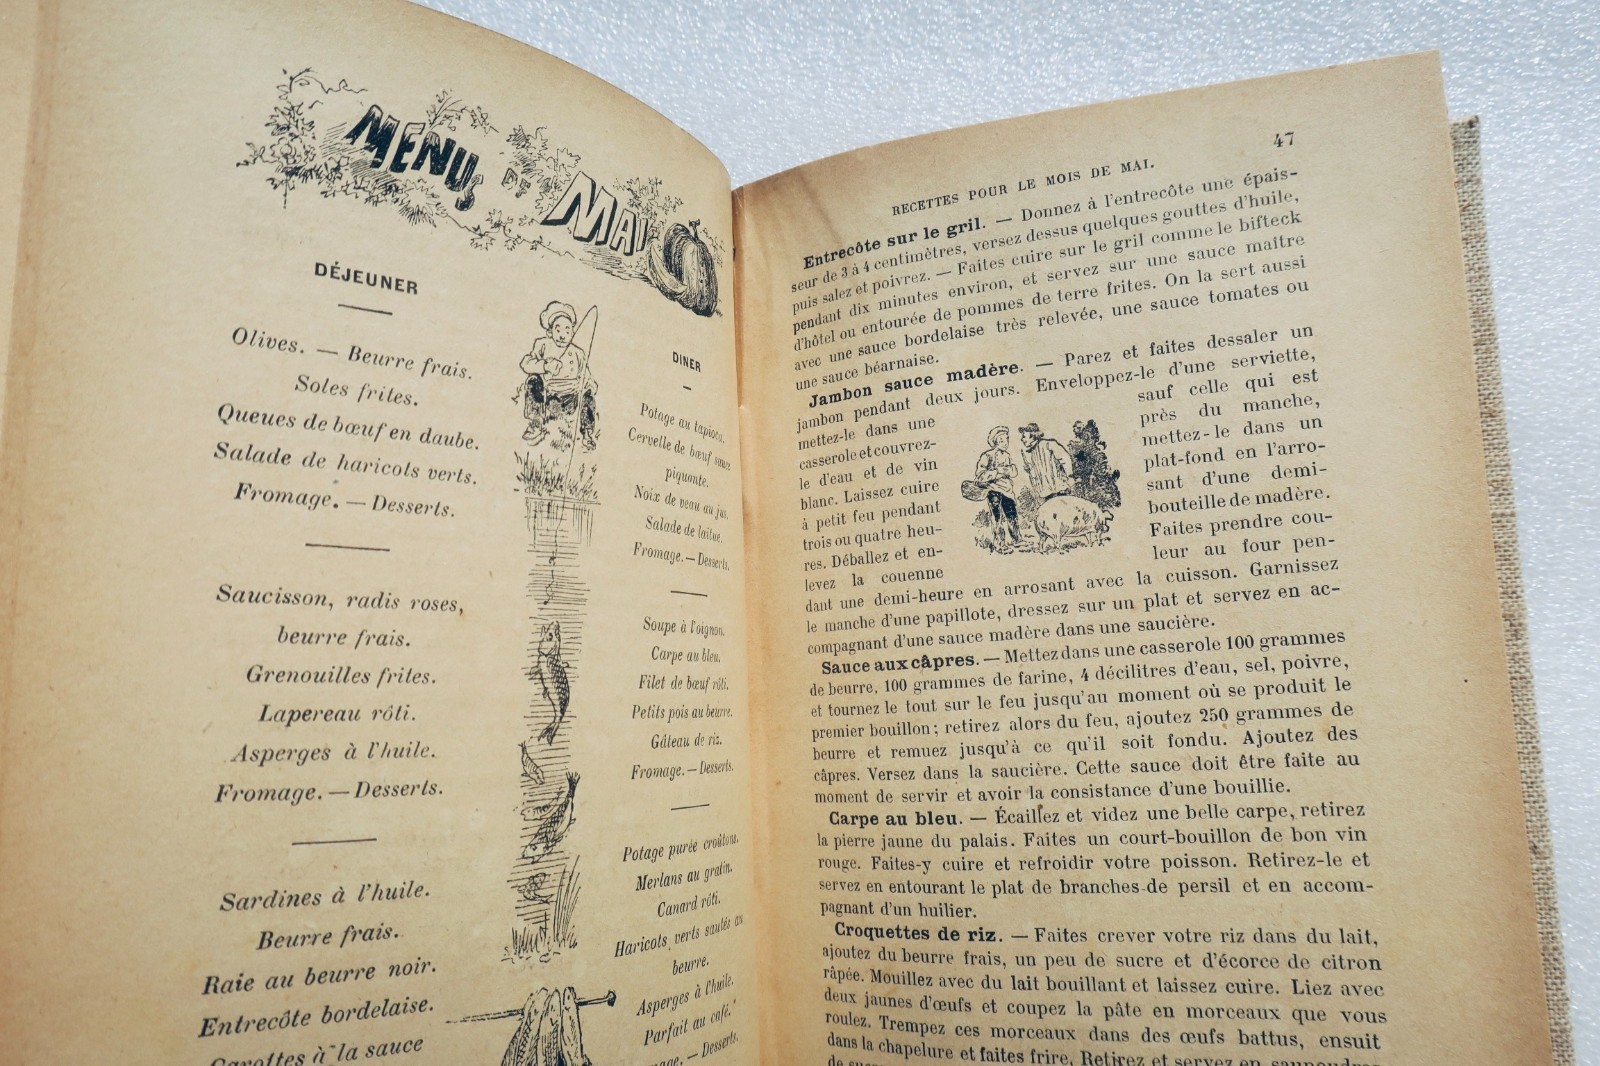 MENUS DE MAI
DÉJEUNER
Olives. — Beurre frais.
Soles frites.
Queues de bœuf en daube.
Salade de haricots verts.
Fromage. — Desserts.
Saucisson, radis roses,
beurre frais.
Grenouilles frites.
Lapereau rôti.
Asperges à l'huile.
Fromage. — Desserts.
Sardines à l'huile.
Beurre frais.
Raie au beurre noir.
Entrecôte bordelaise.
Carottes à la sauce
DINER
Potage au tapioca.
Cervelle de bœuf sauce
piquante.
Noix de veau au jus.
Salade de laitue.
Fromage. — Desserts.
Soupe à l'oignon.
Carpe au bleu.
Filet de bœuf rôti.
Petits pois au beurre.
Gâteau de riz.
Fromage. — Desserts.
Potage purée croûtons.
Merlans au gratin.
Canard rôti.
Haricots verts sautés au
beurre.
Asperges à l'huile.
Parfait au café.
— Desserts.
47
RECETTES POUR LE MOIS DE MAI.
Entrecôte sur le gril. — Donnez à l'entrecôte une épais-
seur de 3 à 4 centimètres, versez dessus quelques gouttes d'huile,
puis salez et poivrez. — Faites cuire sur le gril comme le bifteck
pendant dix minutes environ, et servez sur une sauce maître
d'hôtel ou entourée de pommes de terre frites. On la sert aussi
avec une sauce bordelaise très relevée, une sauce tomates ou
une sauce béarnaise.
Jambon sauce madère. — Parez et faites dessaler un
jambon pendant deux jours. Enveloppez-le d'une serviette,
mettez-le dans une
casserole et couvrez-
le d'eau et de vin
blanc. Laissez cuire
à petit feu pendant
trois ou quatre heu-
res. Déballez et en-
levez la couenne
sauf celle qui est
près du manche,
mettez-le dans un
plat-fond en l'arro-
sant d'une demi-
bouteille de madère.
Faites prendre cou-
leur au four pen-
dant une demi-heure en arrosant avec la cuisson. Garnissez
le manche d'une papillote, dressez sur un plat et servez en ac-
compagnant d'une sauce madère dans une saucière.
Sauce aux câpres. — Mettez dans une casserole 100 grammes
de beurre, 100 grammes de farine, 4 décilitres d'eau, sel, poivre,
et tournez le tout sur le feu jusqu'au moment où se produit le
premier bouillon ; retirez alors du feu, ajoutez 250 grammes de
beurre et remuez jusqu'à ce qu'il soit fondu. Ajoutez des
câpres. Versez dans la saucière. Cette sauce doit être faite au
moment de servir et avoir la consistance d'une bouillie.
Carpe au bleu. — Écaillez et videz une belle carpe, retirez
la pierre jaune du palais. Faites un court-bouillon de bon vin
rouge. Faites-y cuire et refroidir votre poisson. Retirez-le et
servez en entourant le plat de branches de persil et en accom-
pagnant d'un huilier.
Croquettes de riz. — Faites crever votre riz dans du lait,
ajoutez du beurre frais, un peu de sucre et d'écorce de citron
râpée. Mouillez avec du lait bouillant et laissez cuire. Liez avec
deux jaunes d'œufs et coupez la pâte en morceaux que vous
roulez. Trempez ces morceaux dans des œufs battus, ensuite
dans la chapelure et faites frire. Retirez et servez en saupoudrant